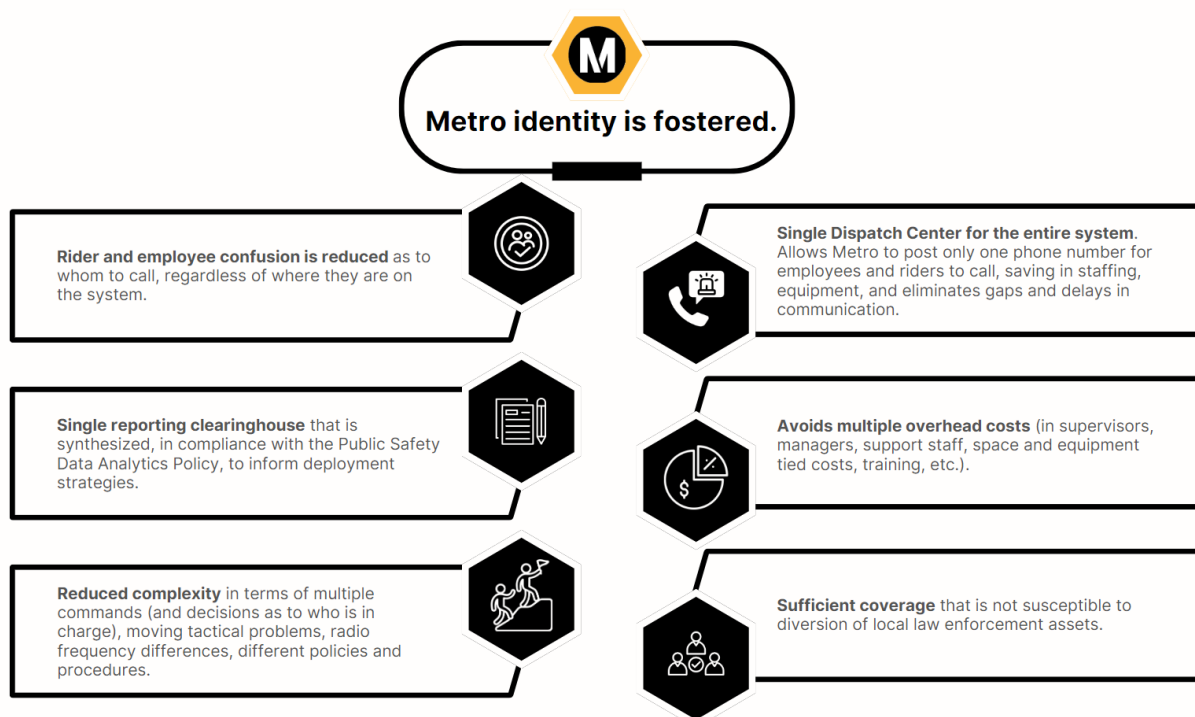 M
Metro identity is fostered.
Rider and employee confusion is reduced as to
whom to call, regardless of where they are on
the system.
Single reporting clearinghouse that is
synthesized, in compliance with the Public Safety
Data Analytics Policy, to inform deployment
strategies.
Reduced complexity in terms of multiple
commands (and decisions as to who is in
charge), moving tactical problems, radio
frequency differences, different policies and
procedures.
Single Dispatch Center for the entire system.
Allows Metro to post only one phone number for
employees and riders to call, saving in staffing,
equipment, and eliminates gaps and delays in
communication.
%
$
Avoids multiple overhead costs (in supervisors,
managers, support staff, space and equipment
tied costs, training, etc.).
Sufficient coverage that is not susceptible to
diversion of local law enforcement assets.